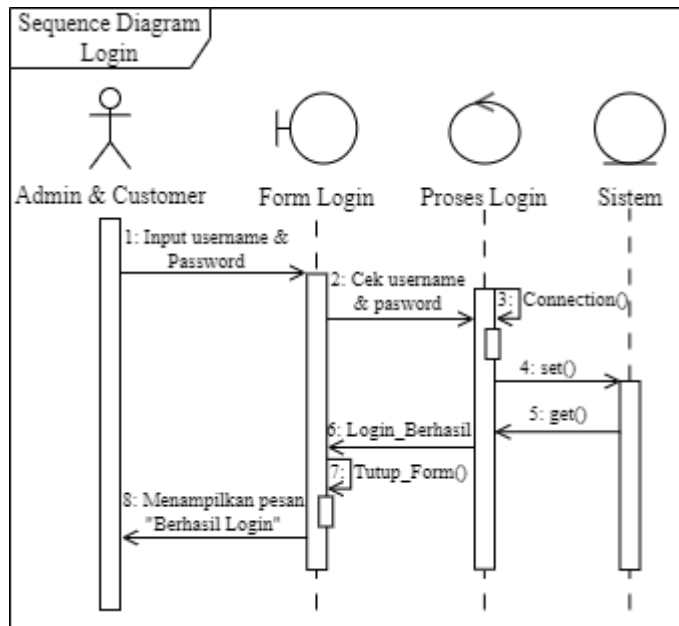 Sequence Diagram
Login
Admin & Customer
Form Login
Proses Login
Sistem
1: Input username &
Password
2: Cek username
& pasword
3: Connection()
4: set()
5: get()
6: Login_Berhasil
7: Tutup_Form()
8: Menampilkan pesan
"Berhasil Login"